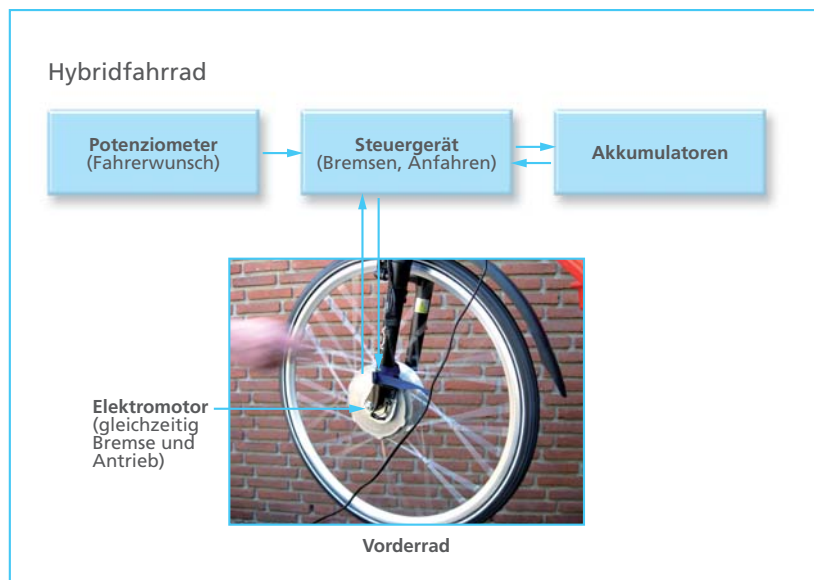 Hybridfahrrad
Potenziometer
(Fahrerwunsch)
Steuergerät
(Bremsen, Anfahren)
Akkumulatoren
Elektromotor
(gleichzeitig
Bremse und
Antrieb)
Vorderrad